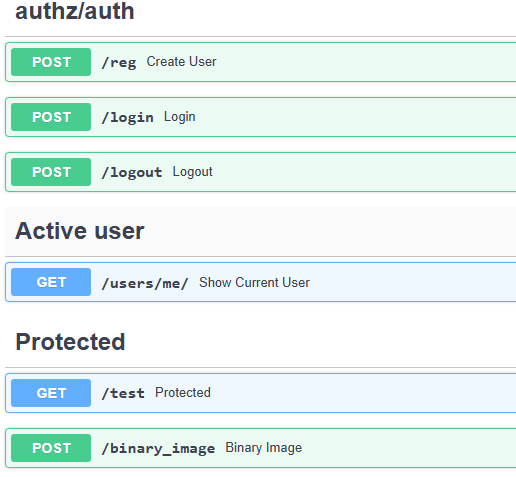 authz/auth
POST /reg Create User
POST /login Login
POST /logout Logout
Active user
GET /users/me/ Show Current User
Protected
GET /test Protected
POST /binary_image Binary Image